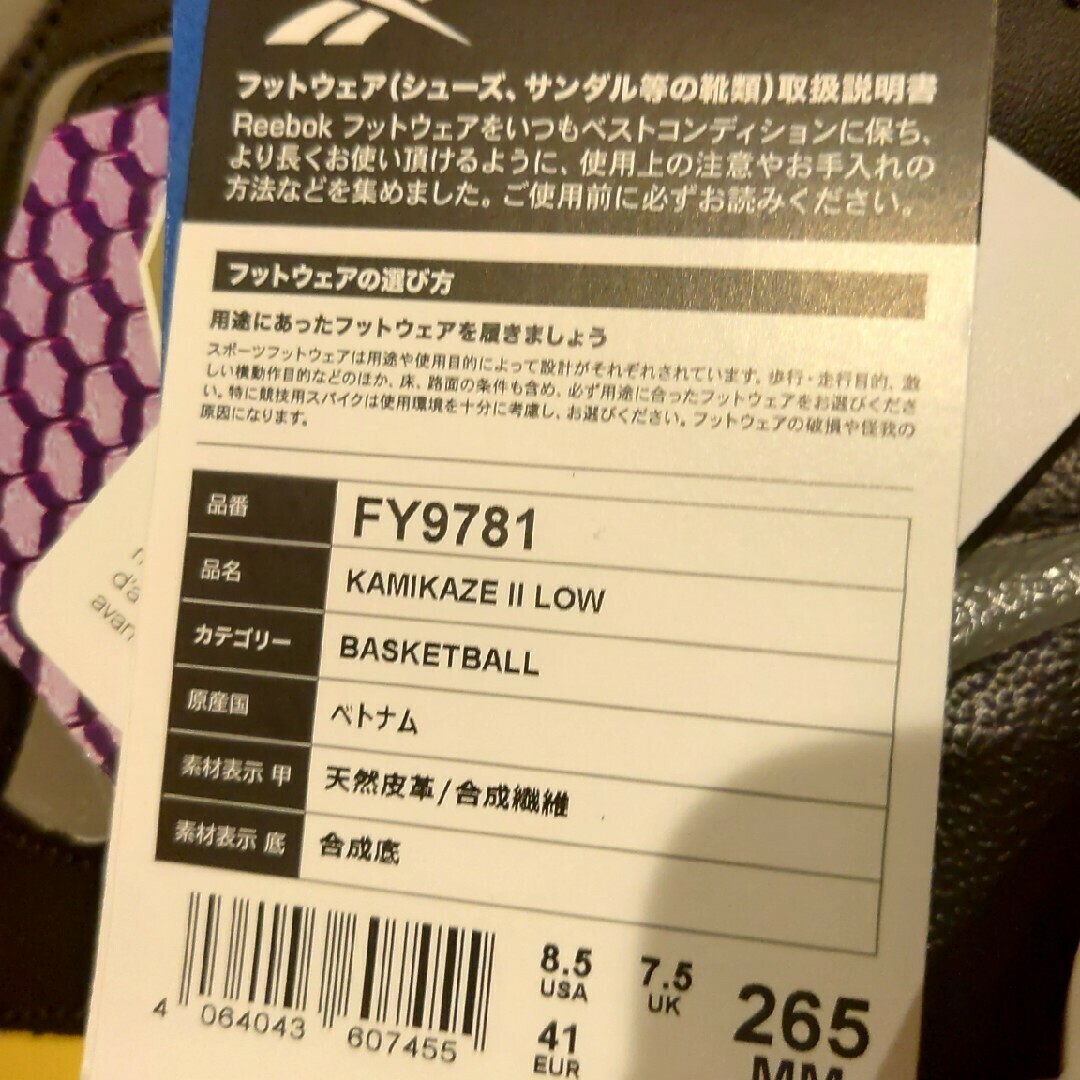 フットウェア(シューズ、サンダル等の靴類)取扱説明書
Reebok フットウェアをいつもベストコンディションに保ち、
より長くお使い頂けるように、使用上の注意やお手入れの
方法などを集めました。ご使用前に必ずお読みください。
フットウェアの選び方
用途にあったフットウェアを履きましょう
スポーツフットウェアは用途や使用目的によって設計がそれぞれされています。歩行・走行目的、激
しい横動作目的などのほか、床、路面の条件も含め、必ず用途に合ったフットウェアをお選びくださ
い。特に競技用スパイクは使用環境を十分に考慮し、お選びください。フットウェアの破損や怪我の
原因になります。
品番 FY9781
品名 KAMIKAZE II LOW
カテゴリー BASKETBALL
原産国 ベトナム
素材表示 甲 天然皮革/合成繊維
素材表示 底 合成底
d'a
avan
4 064043 607455
8.5 USA
7.5 UK
41 EUR
265 MM